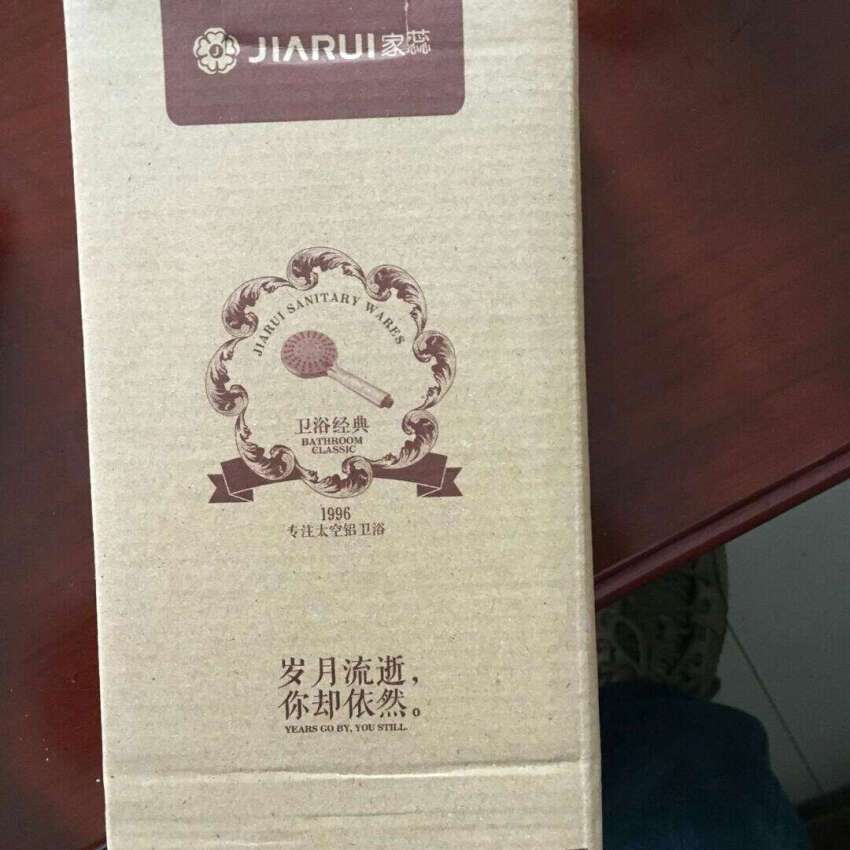 JIARUI家蕊
JIARUI SANITARY WARES
卫浴经典
BATHROOM
CLASSIC
1996
专注太空铝卫浴
岁月流逝，
你却依然。
YEARS GO BY, YOU STILL.